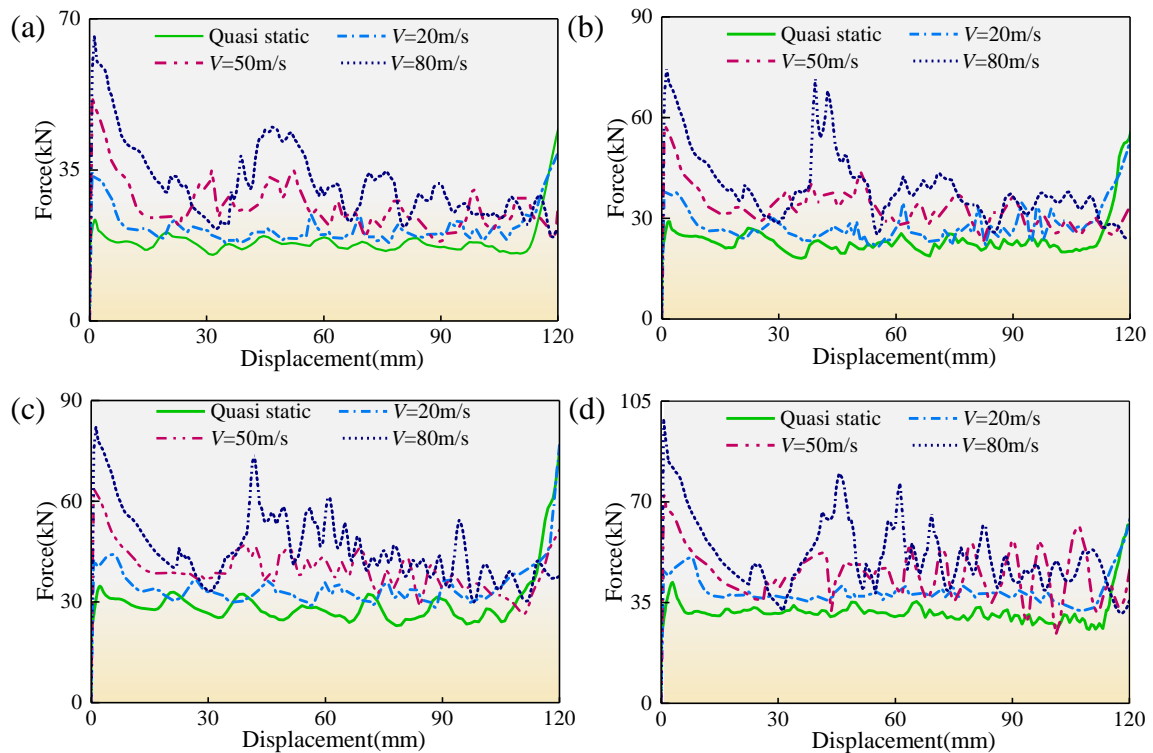 (a)
70
35
0
Force(kN)
Quasi static
V=20m/s
V=50m/s
V=80m/s
0 30 60 90 120
Displacement(mm)
(b)
90
60
30
0
Force(kN)
Quasi static
V=20m/s
V=50m/s
V=80m/s
0 30 60 90 120
Displacement(mm)
(c)
90
60
30
0
Force(kN)
Quasi static
V=20m/s
V=50m/s
V=80m/s
0 30 60 90 120
Displacement(mm)
(d)
105
70
35
0
Force(kN)
Quasi static
V=20m/s
V=50m/s
V=80m/s
0 30 60 90 120
Displacement(mm)